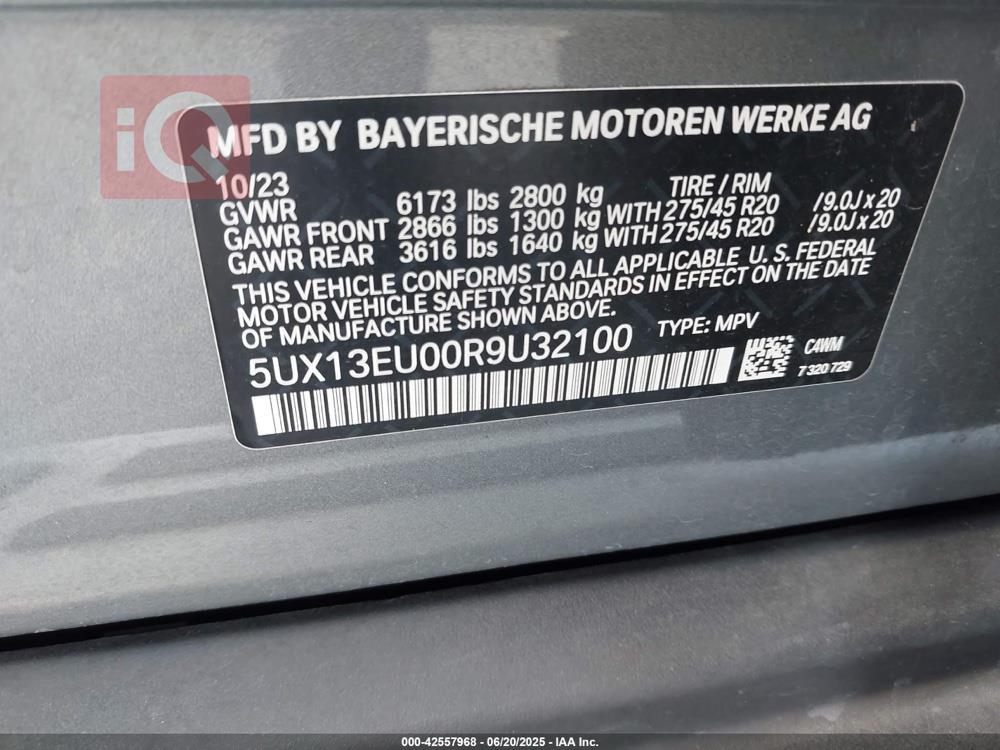 iQ
MFD BY BAYERISCHE MOTOREN WERKE AG
10/23 TIRE / RIM
GVWR 6173 lbs 2800 kg
GAWR FRONT 2866 lbs 1300 kg WITH 275/45 R20 /9.0J x 20
GAWR REAR 3616 lbs 1640 kg WITH 275/45 R20 /9.0J x 20
THIS VEHICLE CONFORMS TO ALL APPLICABLE U. S. FEDERAL
MOTOR VEHICLE SAFETY STANDARDS IN EFFECT ON THE DATE
OF MANUFACTURE SHOWN ABOVE. TYPE: MPV
5UX13EU00R9U32100
C4WM
7 320 729
000-42557968 - 06/20/2025 - IAA Inc.